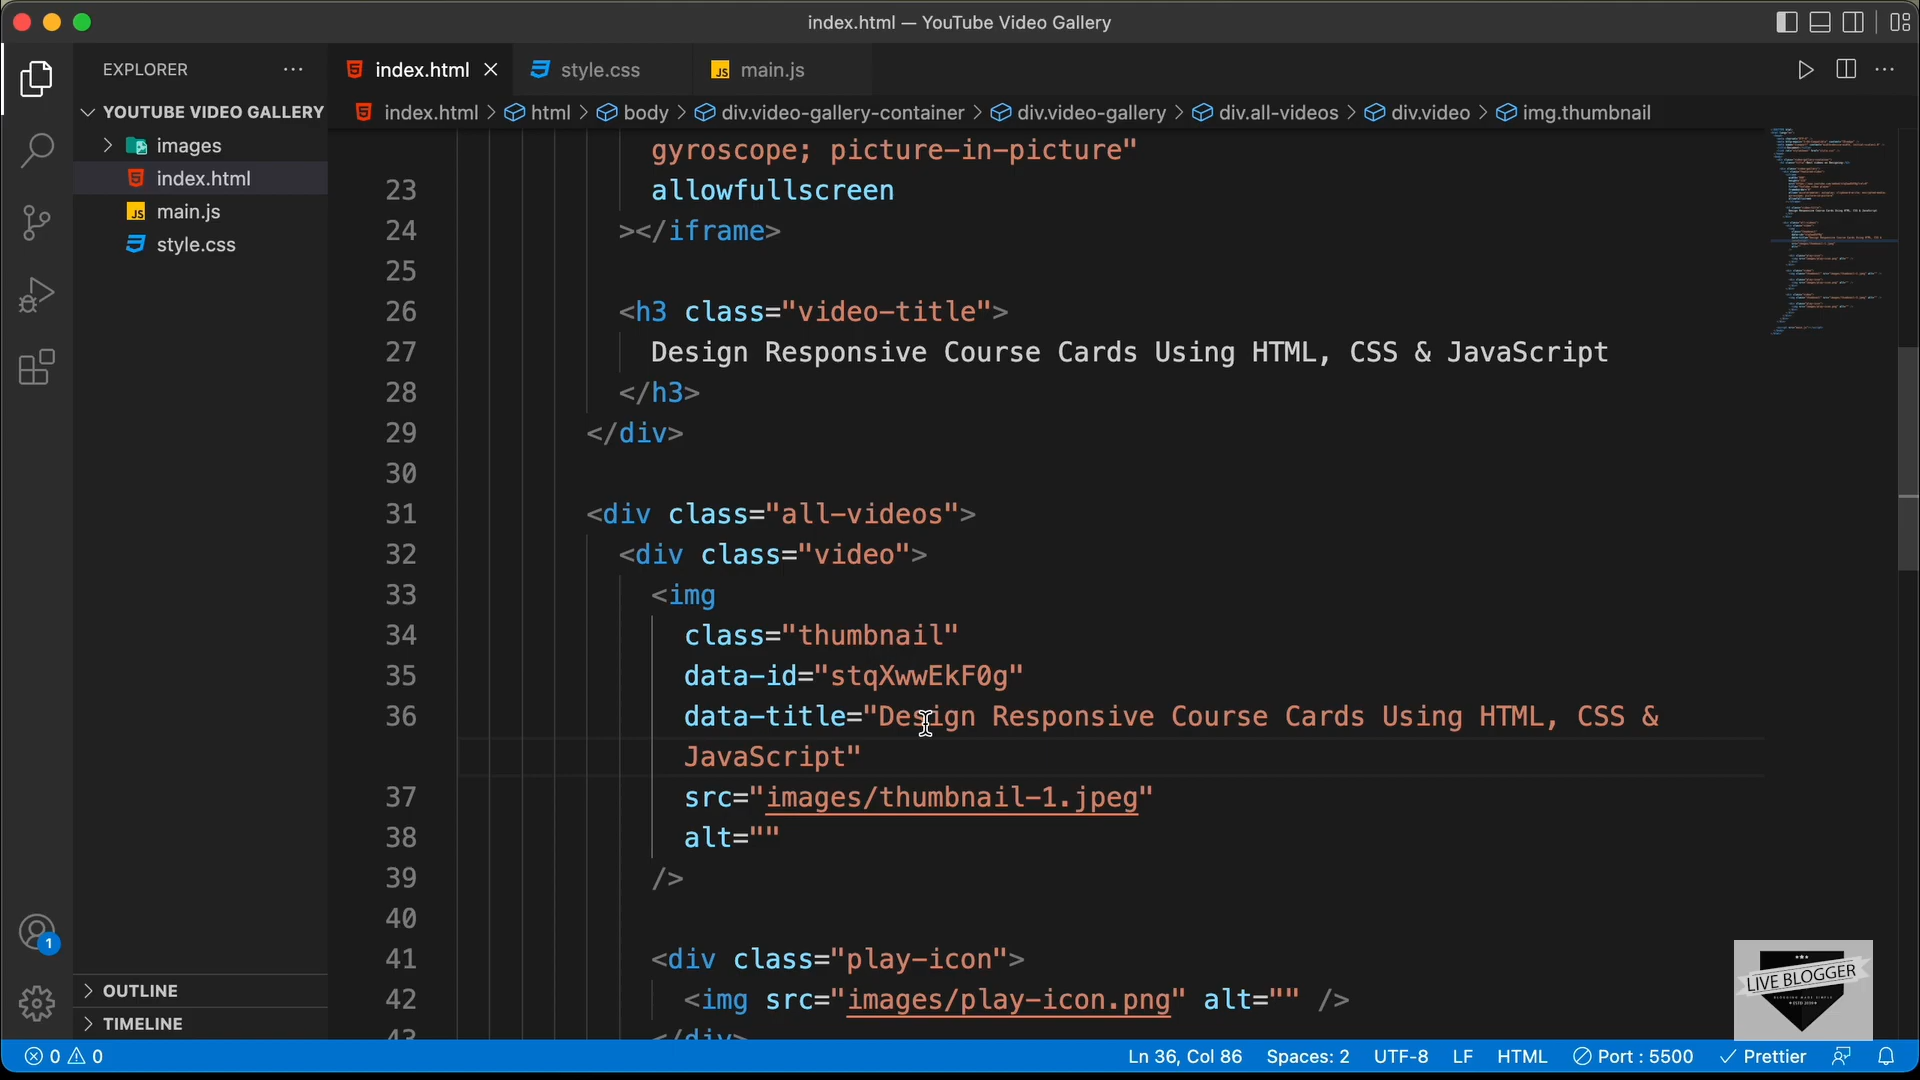 index.html — YouTube Video Gallery
EXPLORER
index.html
style.css
JS main.js
YOUTUBE VIDEO GALLERY
index.html > html > body > div.video-gallery-container > div.video-gallery > div.all-videos > div.video > img.thumbnail
images
index.html
JS main.js
style.css
gyroscope; picture-in-picture"
23 allowfullscreen
24 ></iframe>
25
26 <h3 class="video-title">
27 Design Responsive Course Cards Using HTML, CSS & JavaScript
28 </h3>
29 </div>
30
31 <div class="all-videos">
32 <div class="video">
33 <img
34 class="thumbnail"
35 data-id="stqXwwEkF0g"
36 data-title="Design Responsive Course Cards Using HTML, CSS &
JavaScript"
37 src="images/thumbnail-1.jpeg"
38 alt=""
39 />
40
41 <div class="play-icon">
42 <img src="images/play-icon.png" alt="" />
43 </div>
1
OUTLINE
TIMELINE
LIVE BLOGGER
0 0
Ln 36, Col 86 Spaces: 2 UTF-8 LF HTML Port : 5500 Prettier